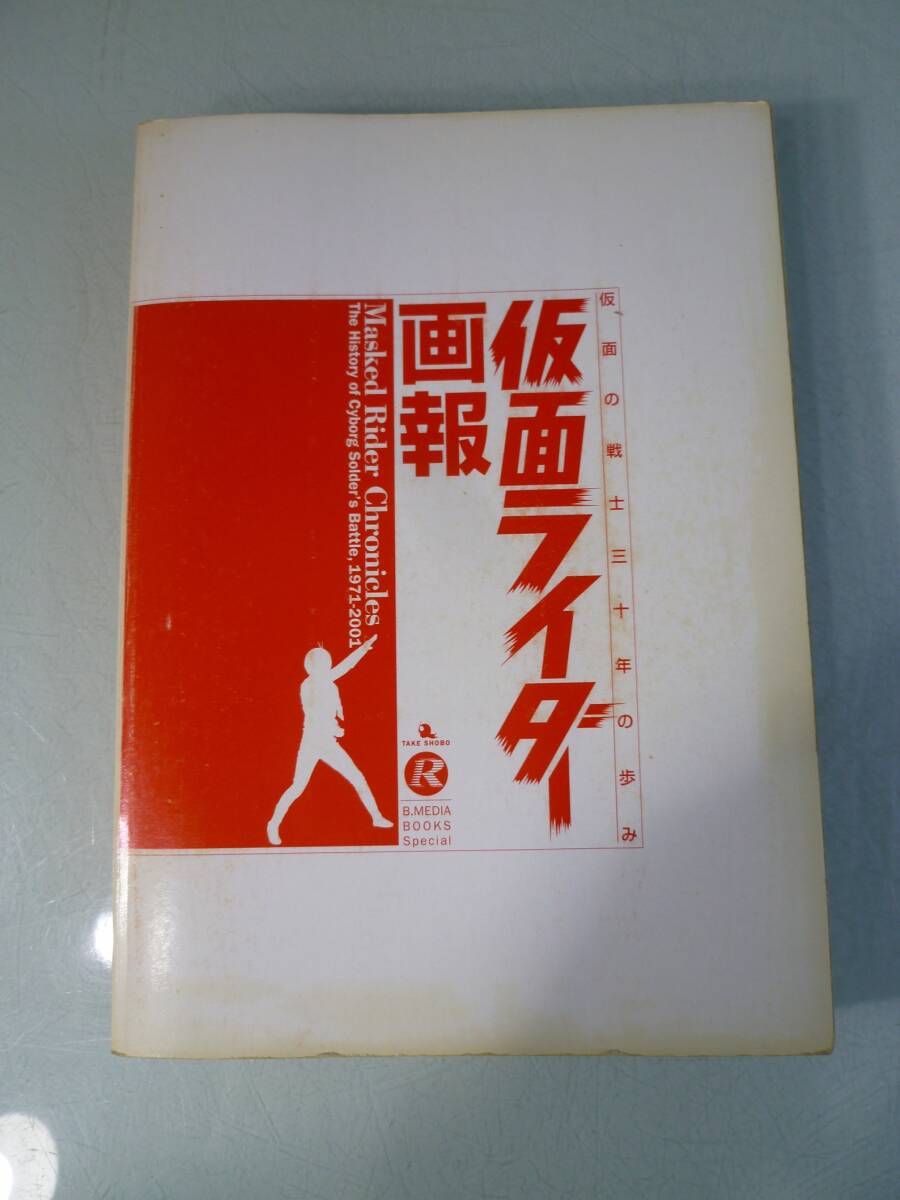 仮面の戦士三十年の歩み
仮面ライダー
画報
Masked Rider Chronicles
The History of Cyborg Solder's Battle, 1971-2001
TAKE SHOBO
R
B.MEDIA
BOOKS
Special